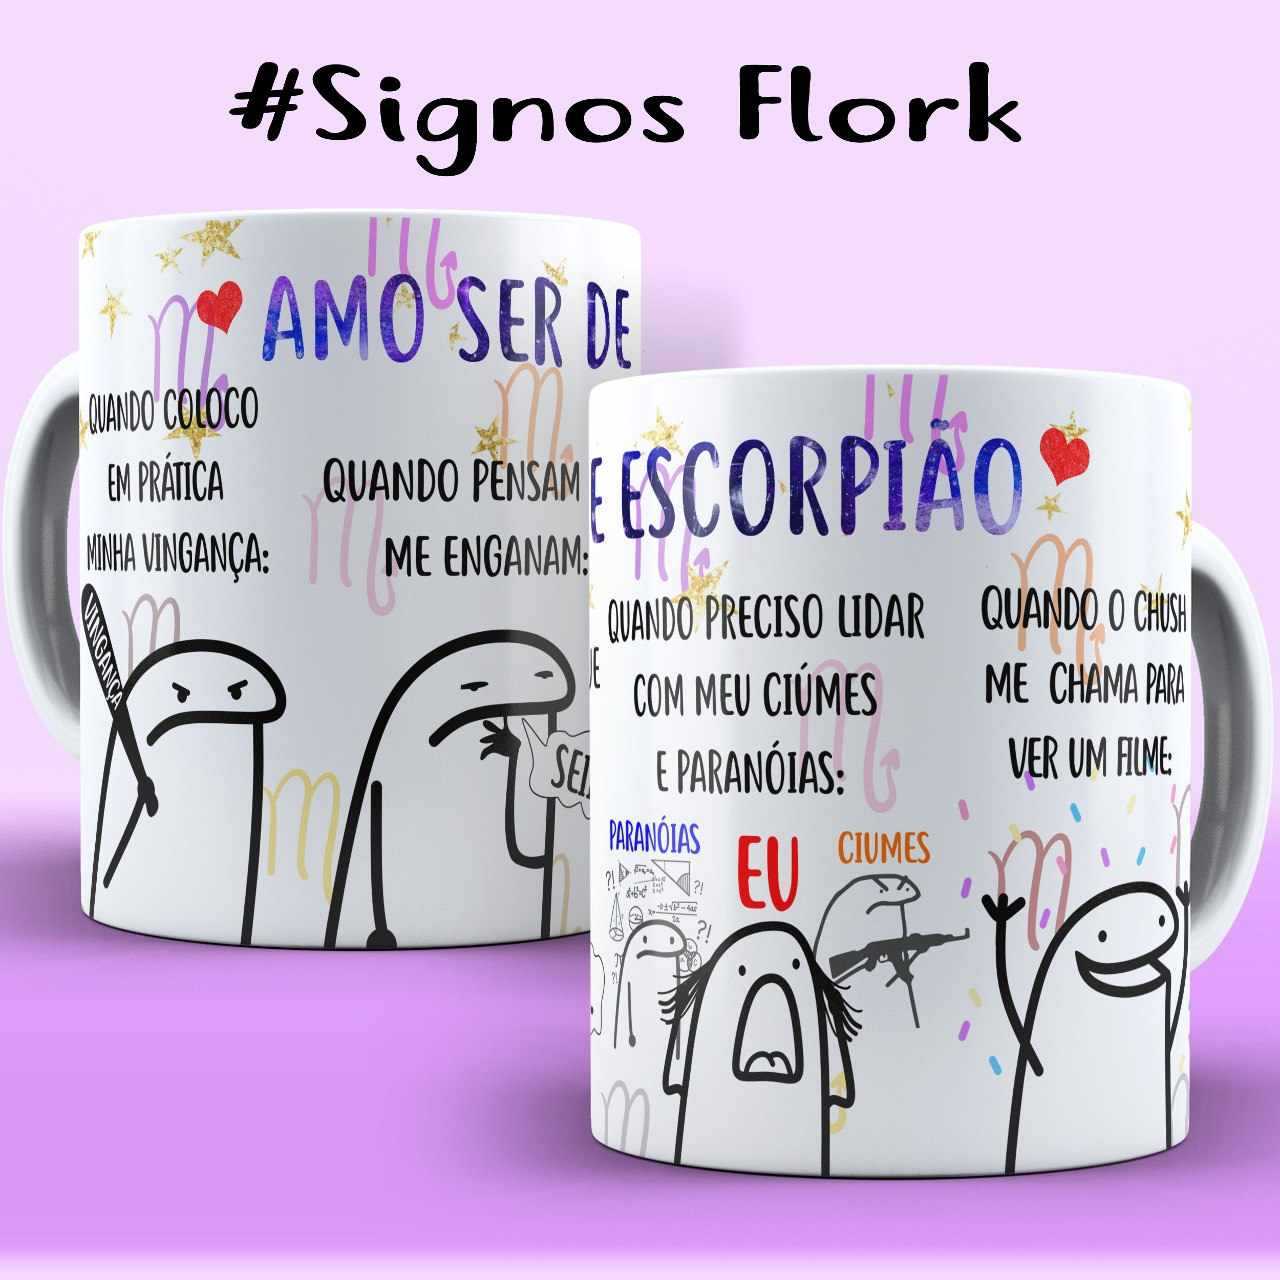 #Signos Flork
AMO SER DE
QUANDO COLOCO
EM PRÁTICA
MINHA VINGANÇA:
VINGANÇA
QUANDO PENSAM
ME ENGANAM:
E ESCORPIÃO
QUANDO PRECISO LIDAR
COM MEU CIÚMES
E PARANÓIAS:
PARANÓIAS
EU
CIUMES
QUANDO O CHUSH
ME CHAMA PARA
VER UM FILME: